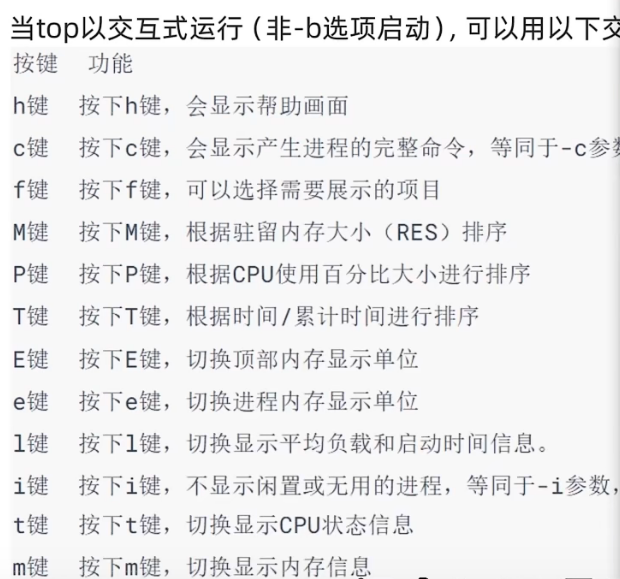 当top以交互式运行（非-b选项启动），可以用以下交
按键 功能
h键 按下h键，会显示帮助画面
c键 按下c键，会显示产生进程的完整命令，等同于-c参数
f键 按下f键，可以选择需要展示的项目
M键 按下M键，根据驻留内存大小（RES）排序
P键 按下P键，根据CPU使用百分比大小进行排序
T键 按下T键，根据时间/累计时间进行排序
E键 按下E键，切换顶部内存显示单位
e键 按下e键，切换进程内存显示单位
l键 按下l键，切换显示平均负载和启动时间信息。
i键 按下i键，不显示闲置或无用的进程，等同于-i参数，
t键 按下t键，切换显示CPU状态信息
m键 按下m键，切换显示内存信息